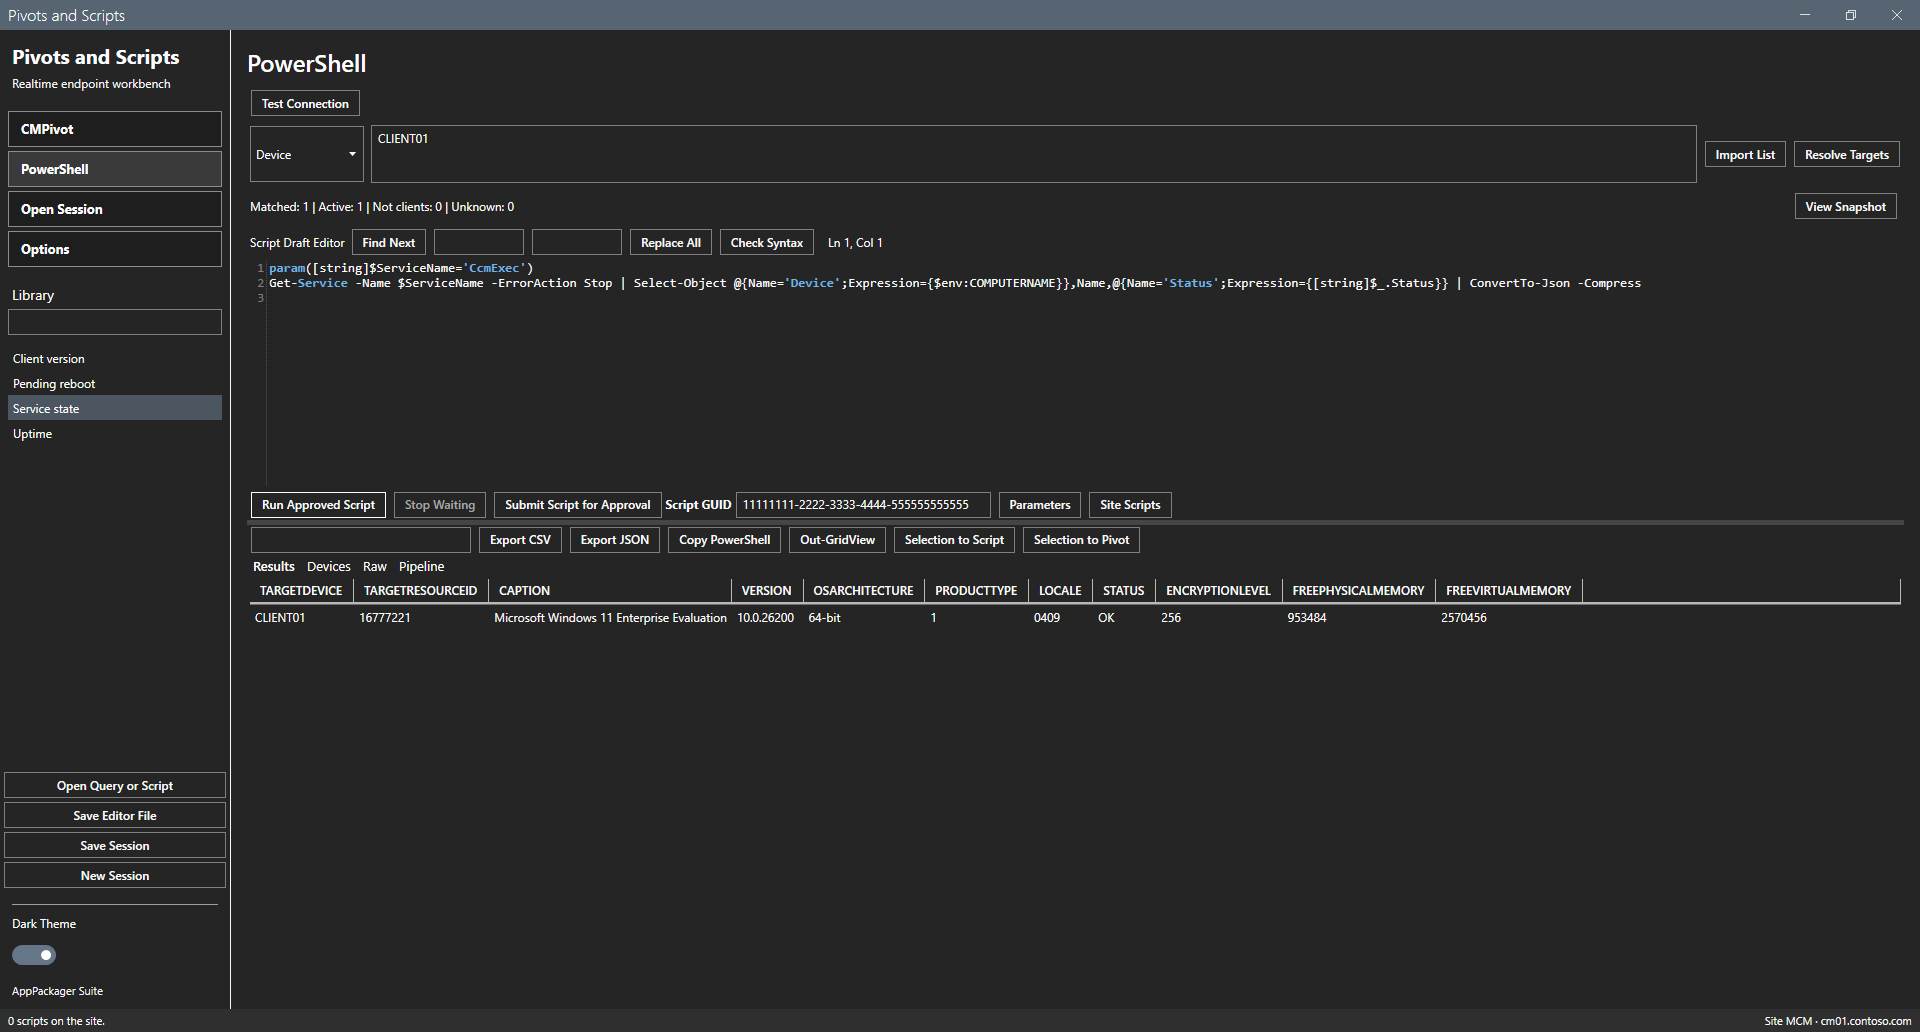 Pivots and Scripts
Pivots and Scripts
Realtime endpoint workbench
CMPivot
PowerShell
Open Session
Options
Library
Client version
Pending reboot
Service state
Uptime
Open Query or Script
Save Editor File
Save Session
New Session
Dark Theme
AppPackager Suite
PowerShell
Test Connection
Device
CLIENT01
Import List
Resolve Targets
Matched: 1 | Active: 1 | Not clients: 0 | Unknown: 0
View Snapshot
Script Draft Editor
Find Next
Replace All
Check Syntax
Ln 1, Col 1
1 param([string]$ServiceName='CcmExec')
2 Get-Service -Name $ServiceName -ErrorAction Stop | Select-Object @{Name='Device';Expression={$env:COMPUTERNAME}},Name,@{Name='Status';Expression={[string]$_.Status}} | ConvertTo-Json -Compress
3
Run Approved Script
Stop Waiting
Submit Script for Approval
Script GUID
11111111-2222-3333-4444-555555555555
Parameters
Site Scripts
Export CSV
Export JSON
Copy PowerShell
Out-GridView
Selection to Script
Selection to Pivot
Results Devices Raw Pipeline
TARGETDEVICE TARGETRESOURCEID CAPTION VERSION OSARCHITECTURE PRODUCTTYPE LOCALE STATUS ENCRYPTIONLEVEL FREEPHYSICALMEMORY FREEVIRTUALMEMORY
CLIENT01 16777221 Microsoft Windows 11 Enterprise Evaluation 10.0.26200 64-bit 1 0409 OK 256 953484 2570456
0 scripts on the site.
Site MCM · cm01.contoso.com